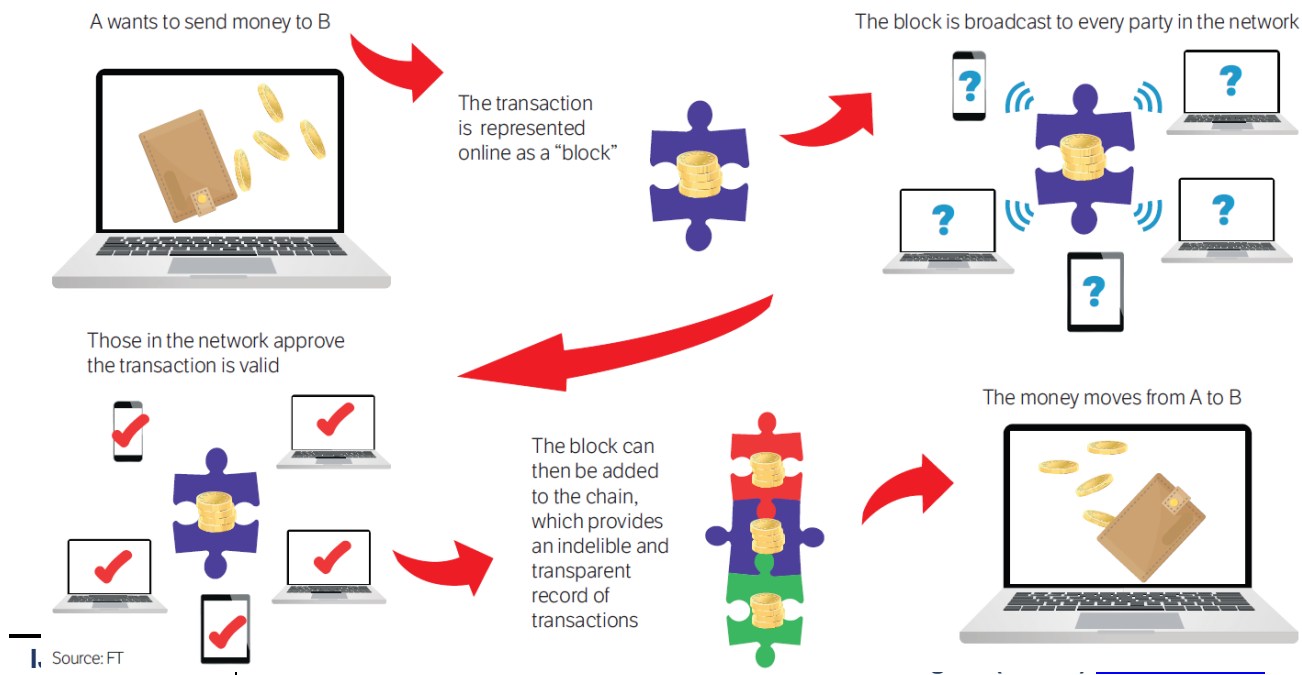 A wants to send money to B
The transaction
is represented
online as a “block”
The block is broadcast to every party in the network
?
?
?
?
?
Those in the network approve
the transaction is valid
The block can
then be added
to the chain,
which provides
an indelible and
transparent
record of
transactions
The money moves from A to B
Source: FT